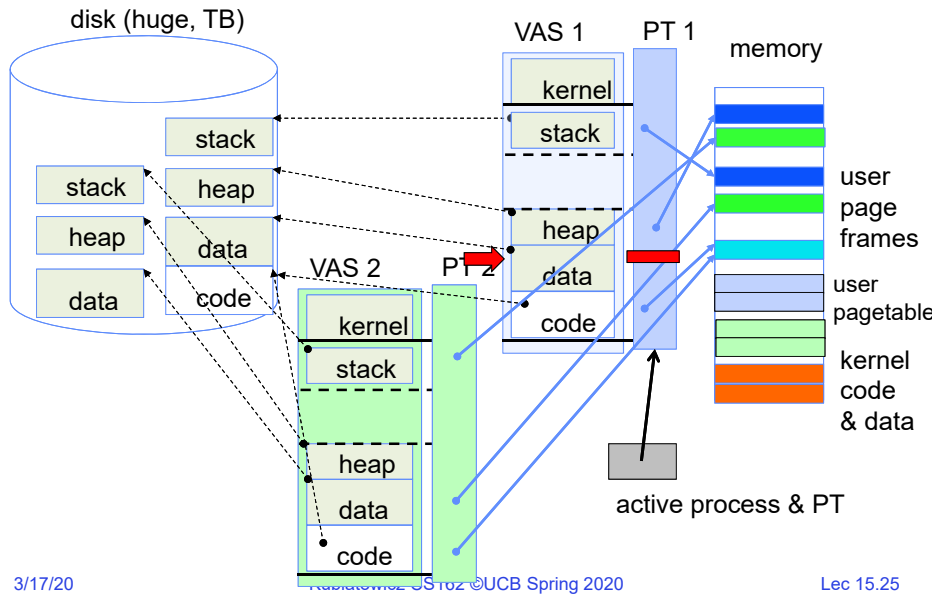 disk (huge, TB)
VAS 1
PT 1
memory
kernel
stack
stack
stack
heap
heap
user
page
frames
heap
data
data
data
code
VAS 2
PT 2
user
pagetable
code
kernel
stack
kernel
code
& data
heap
data
code
active process & PT
3/17/20
CS162 ©UCB Spring 2020
Lec 15.25